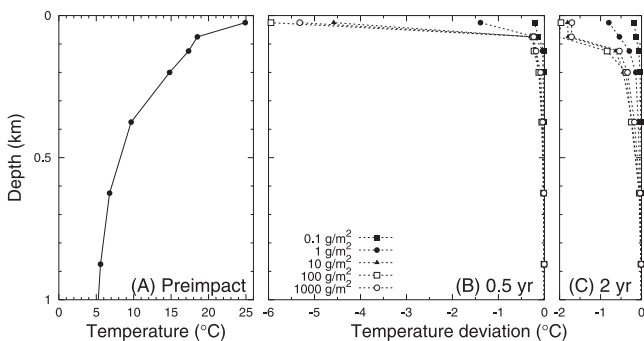 0
0.5
1
Depth (km)
0 5 10 15 20 25
Temperature (°C)
(A) Preimpact
0.1 g/m²
1 g/m²
10 g/m²
100 g/m²
1000 g/m²
(B) 0.5 yr
-6 -5 -4 -3 -2 -1 0
Temperature deviation (°C)
(C) 2 yr
-2 -1 0